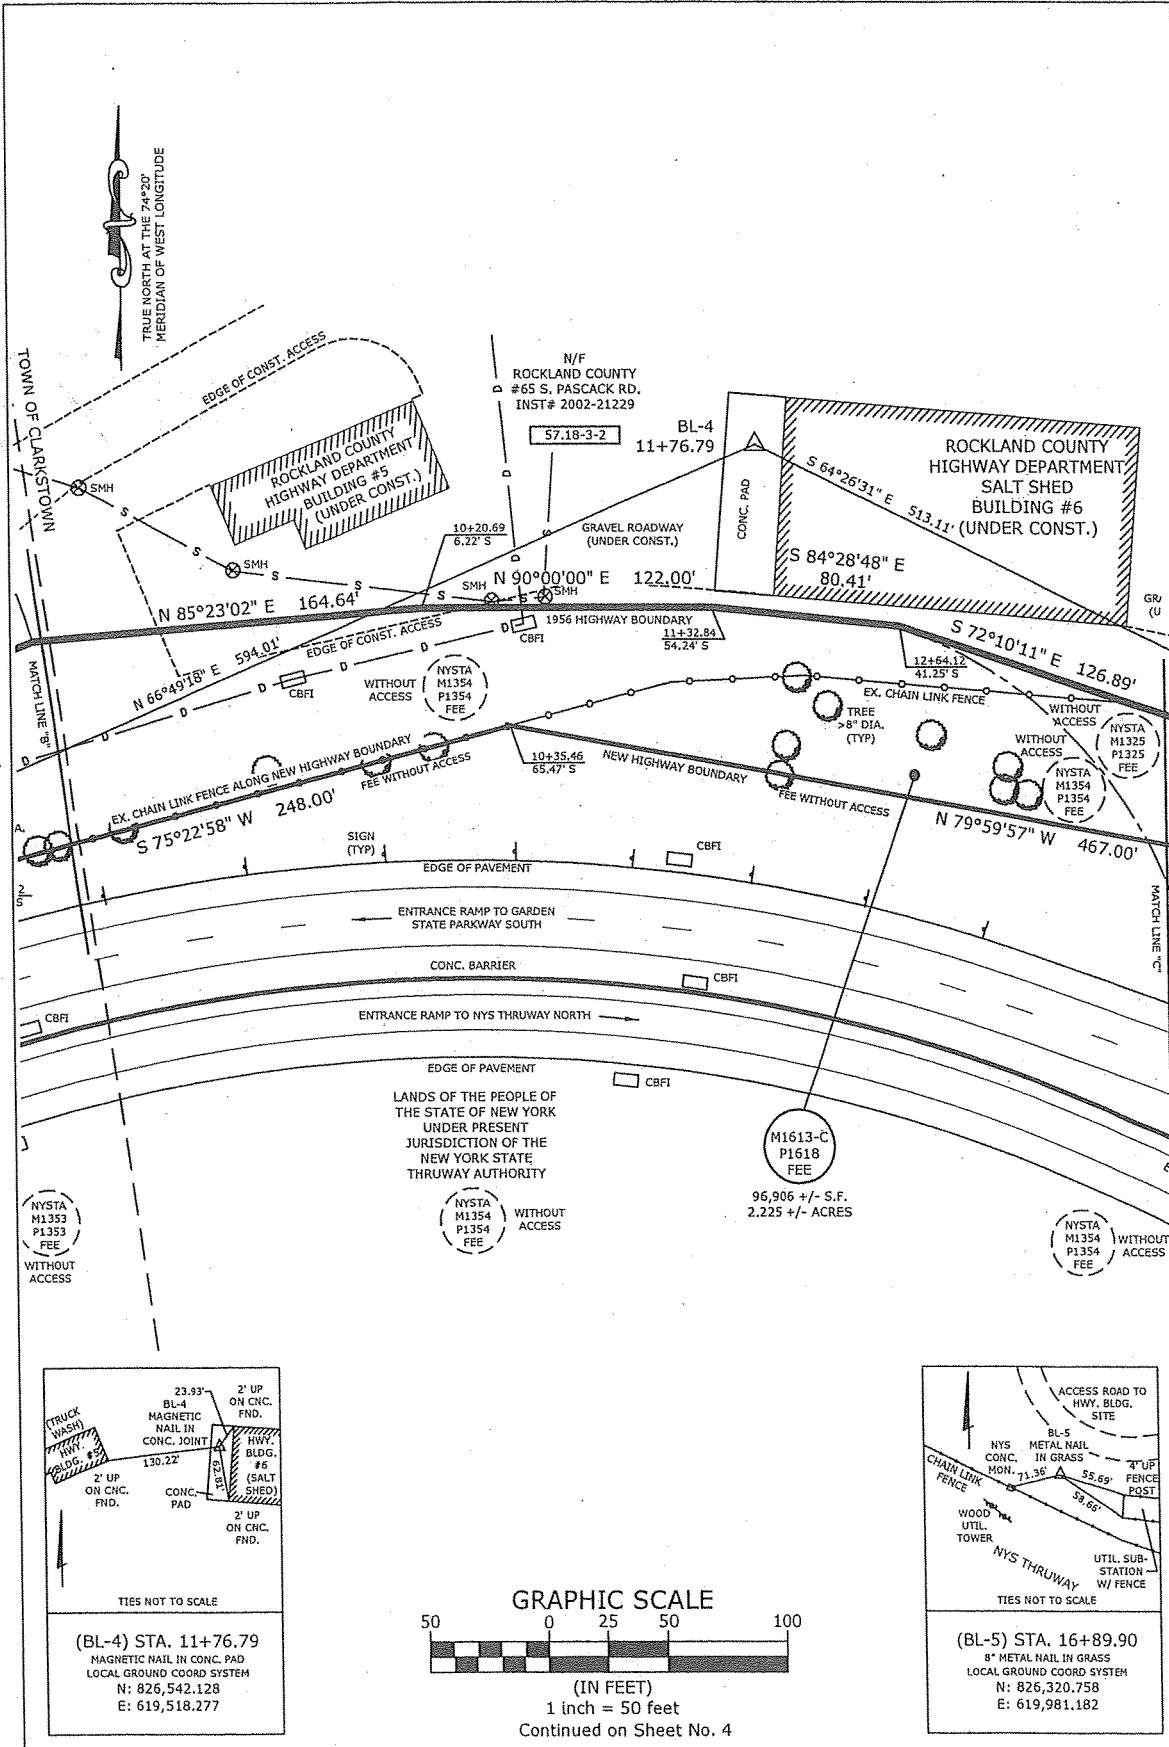 TRUE NORTH AT THE 74°20'
MERIDIAN OF WEST LONGITUDE
TOWN OF CLARKSTOWN
EDGE OF CONST. ACCESS
ROCKLAND COUNTY
HIGHWAY DEPARTMENT
BUILDING #5
(UNDER CONST.)
N/F
ROCKLAND COUNTY
#65 S. PASCACK RD.
INST# 2002-21229
57.18-3-2
BL-4
11+76.79
CONC. PAD
ROCKLAND COUNTY
HIGHWAY DEPARTMENT
SALT SHED
BUILDING #6
(UNDER CONST.)
S 64°26'31" E 513.11'
SMH
S
SMH
S
S
S
S
SMH
S
S
SMH
D
D
D
10+20.69
6.22' S
GRAVEL ROADWAY
(UNDER CONST.)
N 85°23'02" E 164.64'
N 90°00'00" E 122.00'
S 84°28'48" E
80.41'
GR/
(U
1956 HIGHWAY BOUNDARY
11+32.84
54.24' S
S 72°10'11" E 126.89'
12+64.12
41.25' S
MATCH LINE "B"
N 66°49'18" E 594.01'
EDGE OF CONST. ACCESS
D
CBFI
D
D
D
D
D
D
CBFI
WITHOUT
ACCESS
NYSTA
M1354
P1354
FEE
EX. CHAIN LINK FENCE
TREE
>8" DIA.
(TYP)
WITHOUT
ACCESS
NYSTA
M1325
P1325
FEE
WITHOUT
ACCESS
NYSTA
M1354
P1354
FEE
EX. CHAIN LINK FENCE ALONG NEW HIGHWAY BOUNDARY
FEE WITHOUT ACCESS
S 75°22'58" W 248.00'
10+35.46
65.47' S
NEW HIGHWAY BOUNDARY
FEE WITHOUT ACCESS
N 79°59'57" W 467.00'
A.
2
S
SIGN
(TYP)
CBFI
EDGE OF PAVEMENT
MATCH LINE "C"
ENTRANCE RAMP TO GARDEN
STATE PARKWAY SOUTH
CONC. BARRIER
CBFI
CBFI
ENTRANCE RAMP TO NYS THRUWAY NORTH
EDGE OF PAVEMENT
CBFI
LANDS OF THE PEOPLE OF
THE STATE OF NEW YORK
UNDER PRESENT
JURISDICTION OF THE
NEW YORK STATE
THRUWAY AUTHORITY
M1613-C
P1618
FEE
96,906 +/- S.F.
2.225 +/- ACRES
E
NYSTA
M1353
P1353
FEE
WITHOUT
ACCESS
NYSTA
M1354
P1354
FEE
WITHOUT
ACCESS
NYSTA
M1354
P1354
FEE
WITHOUT
ACCESS
23.93'
BL-4
MAGNETIC
NAIL IN
CONC. JOINT
2' UP
ON CNC.
FND.
(TRUCK
WASH)
HWY.
BLDG. #5
130.22'
62.81'
HWY.
BLDG.
#6
(SALT
SHED)
2' UP
ON CNC.
FND.
CONC.
PAD
2' UP
ON CNC.
FND.
TIES NOT TO SCALE
(BL-4) STA. 11+76.79
MAGNETIC NAIL IN CONC. PAD
LOCAL GROUND COORD SYSTEM
N: 826,542.128
E: 619,518.277
GRAPHIC SCALE
50 0 25 50 100
(IN FEET)
1 inch = 50 feet
Continued on Sheet No. 4
ACCESS ROAD TO
HWY. BLDG.
SITE
BL-5
METAL NAIL
IN GRASS
NYS
CONC.
MON.
CHAIN LINK
FENCE
71.36'
55.69'
58.66'
4' UP
FENCE
POST
WOOD
UTIL.
TOWER
NYS THRUWAY
UTIL. SUB-
STATION
W/ FENCE
TIES NOT TO SCALE
(BL-5) STA. 16+89.90
8" METAL NAIL IN GRASS
LOCAL GROUND COORD SYSTEM
N: 826,320.758
E: 619,981.182